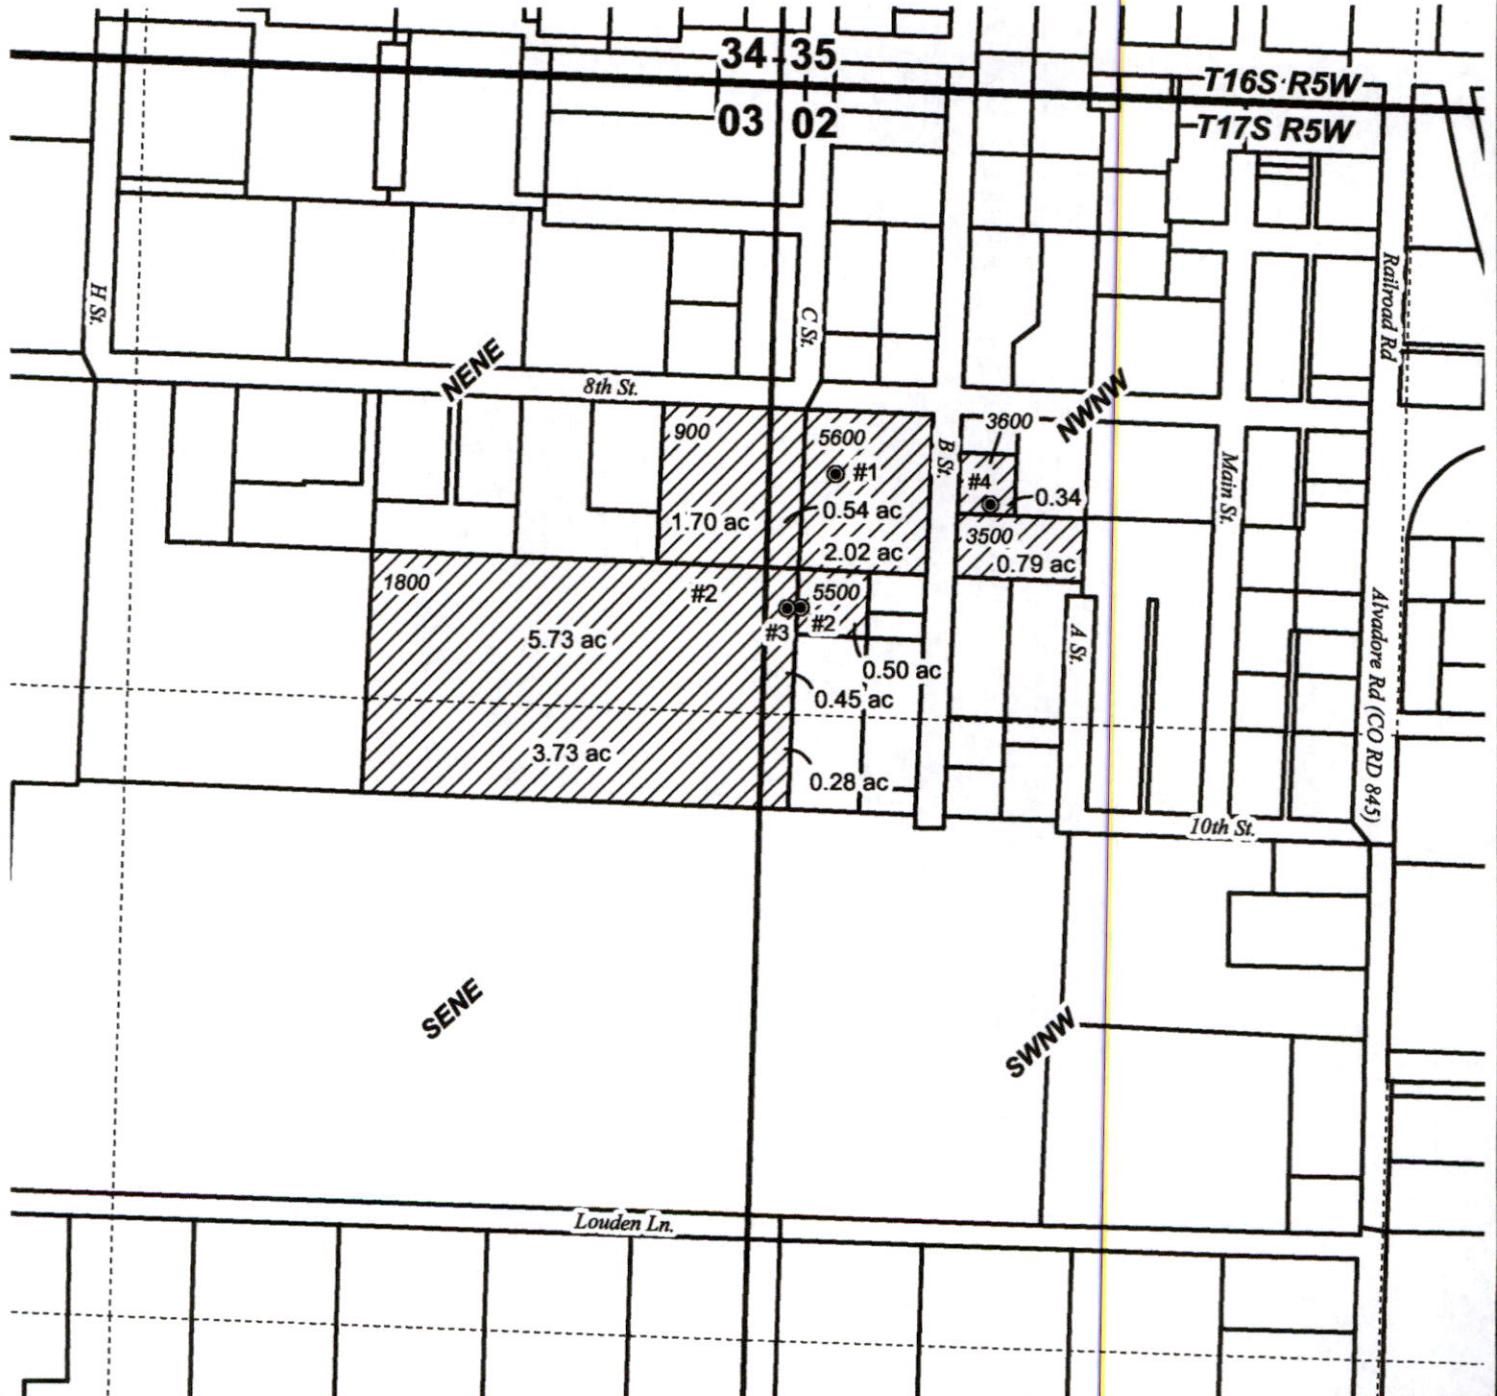 34 35
T16S R5W
03 02
T17S R5W
H St.
C St.
Railroad Rd
NENE
8th St.
NWNW
900
5600
B St.
3600
Main St.
#1
#4
1.70 ac
0.54 ac
0.34
2.02 ac
3500
0.79 ac
1800
#2
5500
#3
#2
A St.
Alvadore Rd (CO RD 845)
5.73 ac
0.50 ac
0.45 ac
3.73 ac
0.28 ac
10th St.
SENE
SWNW
Louden Ln.